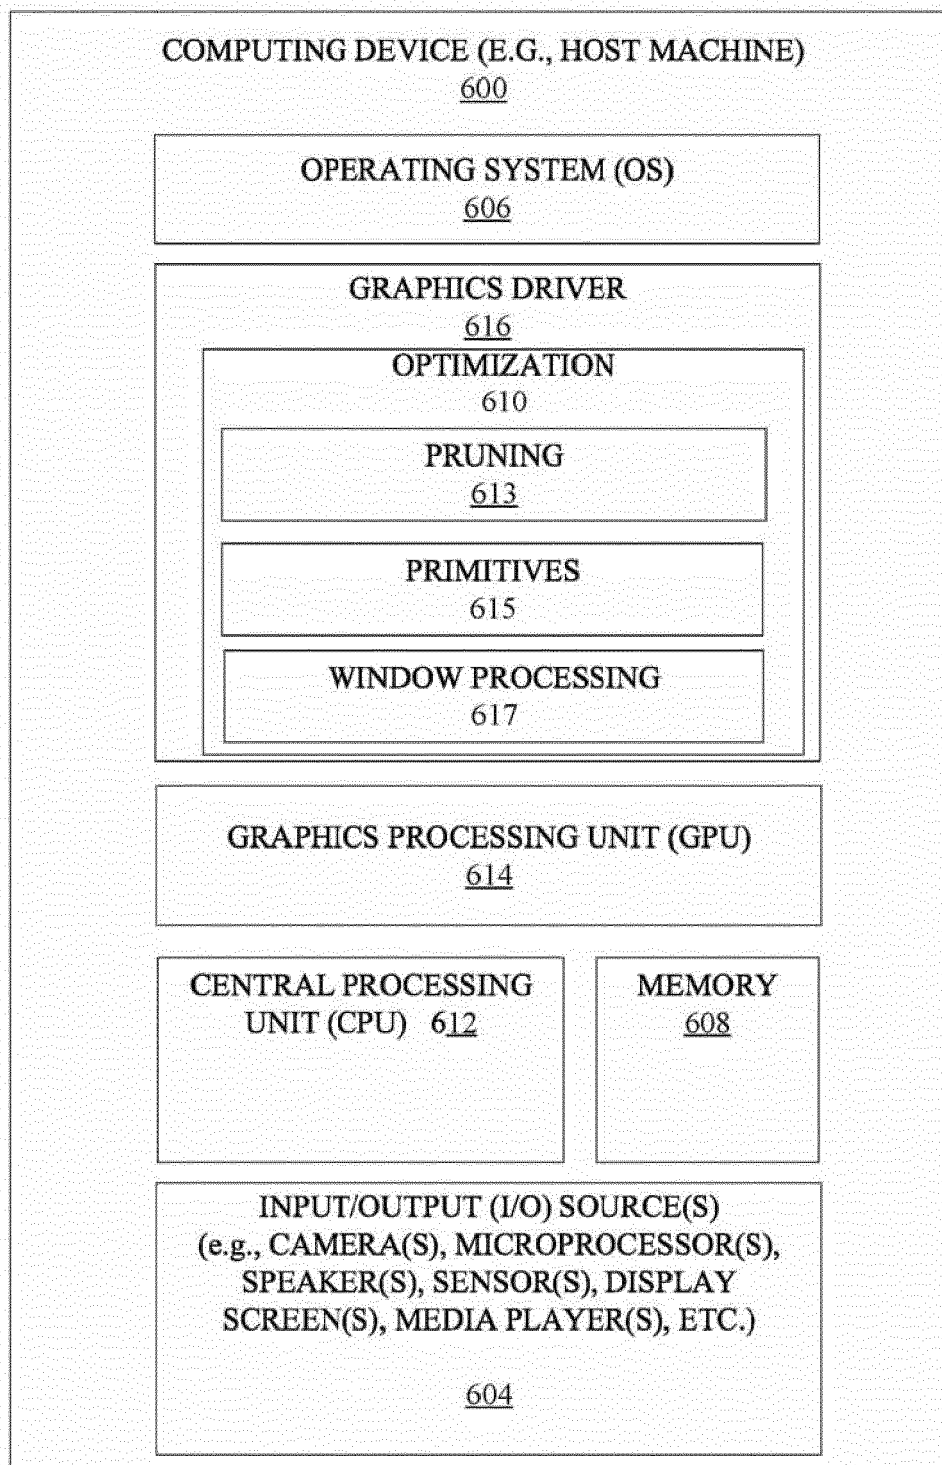 COMPUTING DEVICE (E.G., HOST MACHINE)
600
OPERATING SYSTEM (OS)
606
GRAPHICS DRIVER
616
OPTIMIZATION
610
PRUNING
613
PRIMITIVES
615
WINDOW PROCESSING
617
GRAPHICS PROCESSING UNIT (GPU)
614
CENTRAL PROCESSING
UNIT (CPU) 612
MEMORY
608
INPUT/OUTPUT (I/O) SOURCE(S)
(e.g., CAMERA(S), MICROPROCESSOR(S),
SPEAKER(S), SENSOR(S), DISPLAY
SCREEN(S), MEDIA PLAYER(S), ETC.)
604